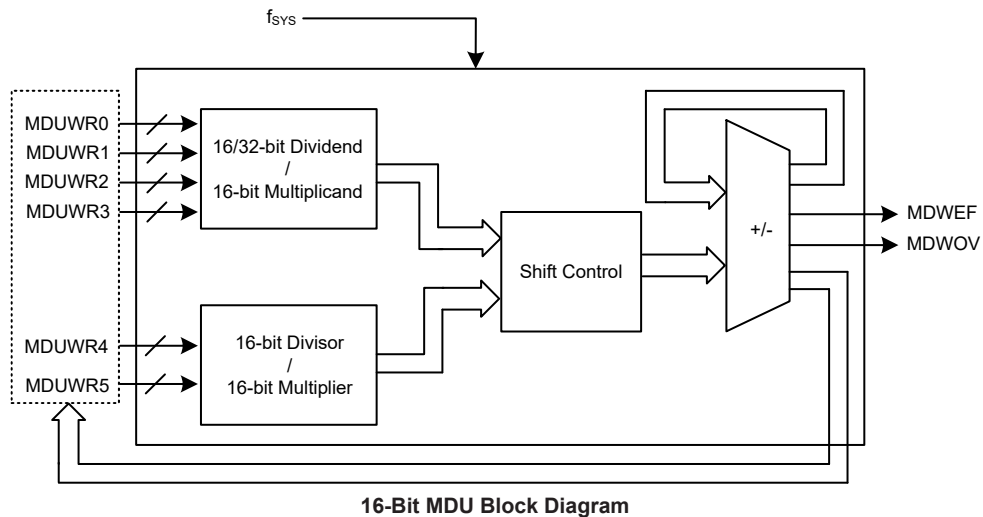 fSYS
MDUWR0
MDUWR1
MDUWR2
MDUWR3
16/32-bit Dividend
/
16-bit Multiplicand
Shift Control
+/-
MDWEF
MDWOV
MDUWR4
MDUWR5
16-bit Divisor
/
16-bit Multiplier
16-Bit MDU Block Diagram